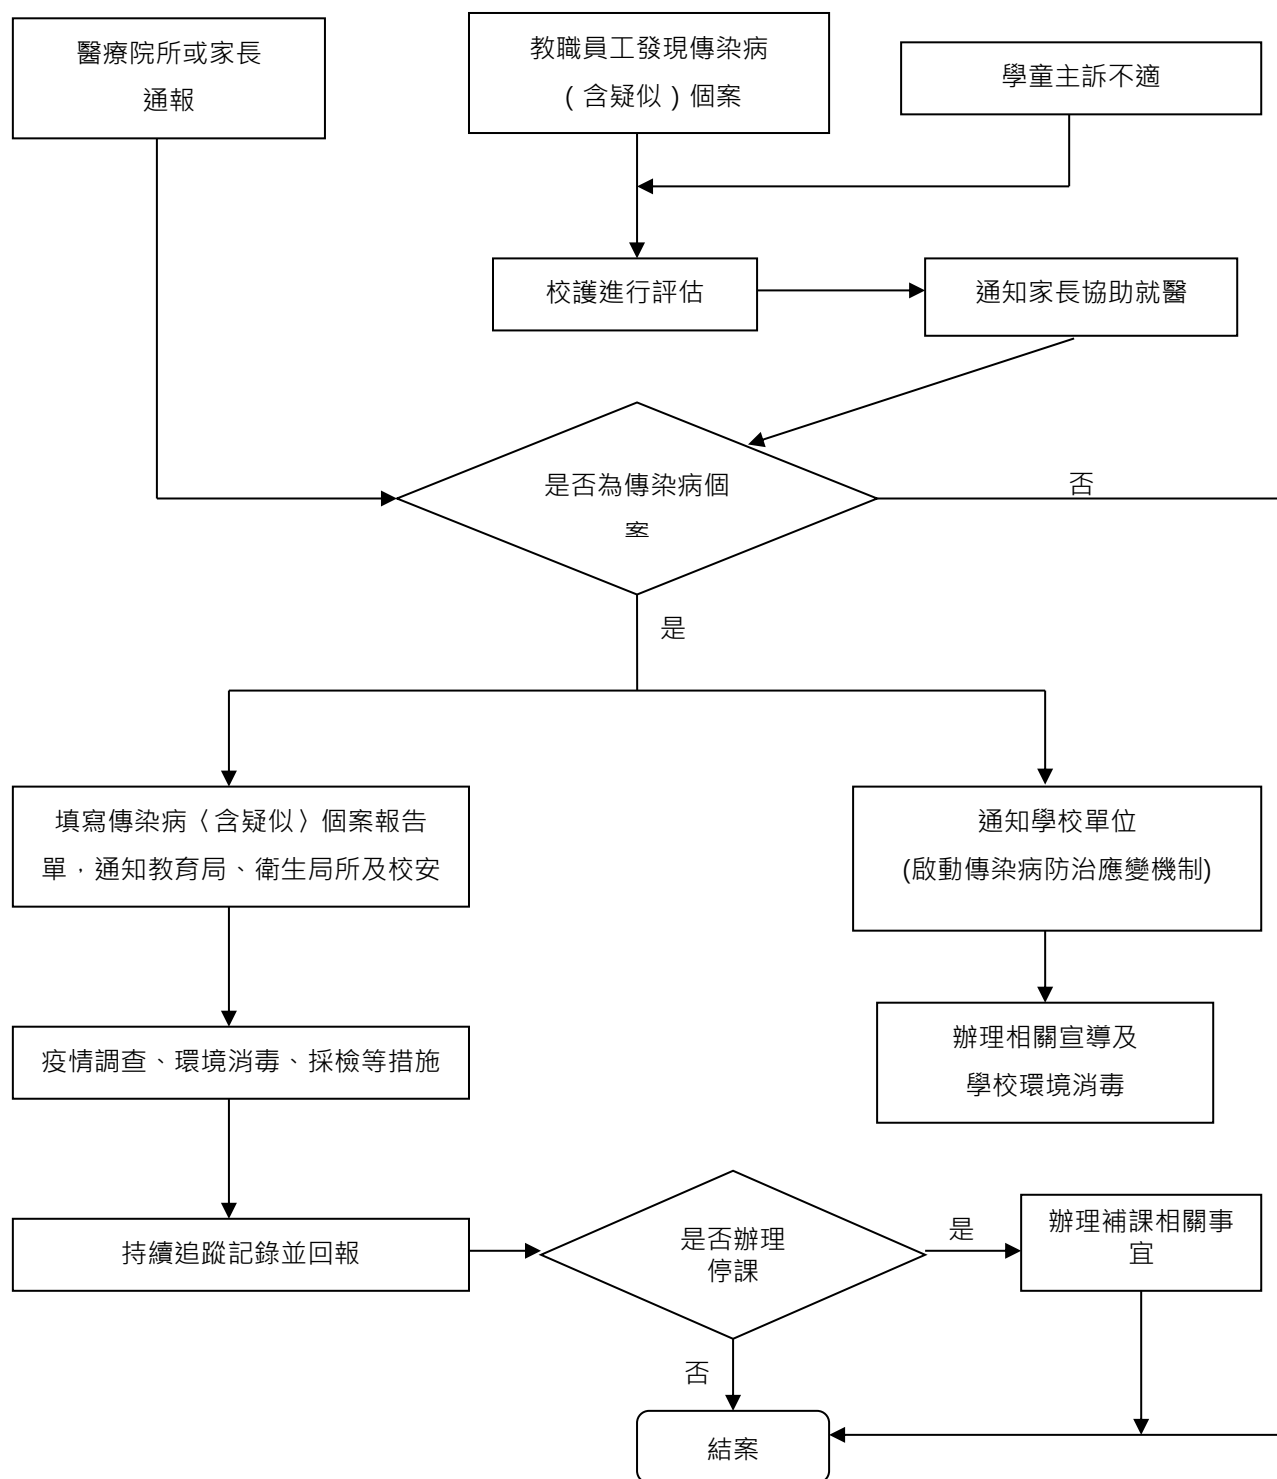 醫療院所或家長
通報
教職員工發現傳染病
(含疑似)個案
學童主訴不適
校護進行評估
通知家長協助就醫
是否為傳染病個
案
否
是
填寫傳染病〈含疑似〉個案報告
單，通知教育局、衛生局所及校安
通知學校單位
(啟動傳染病防治應變機制)
疫情調查、環境消毒、採檢等措施
辦理相關宣導及
學校環境消毒
持續追蹤記錄並回報
是否辦理
停課
是
辦理補課相關事
宜
否
結案